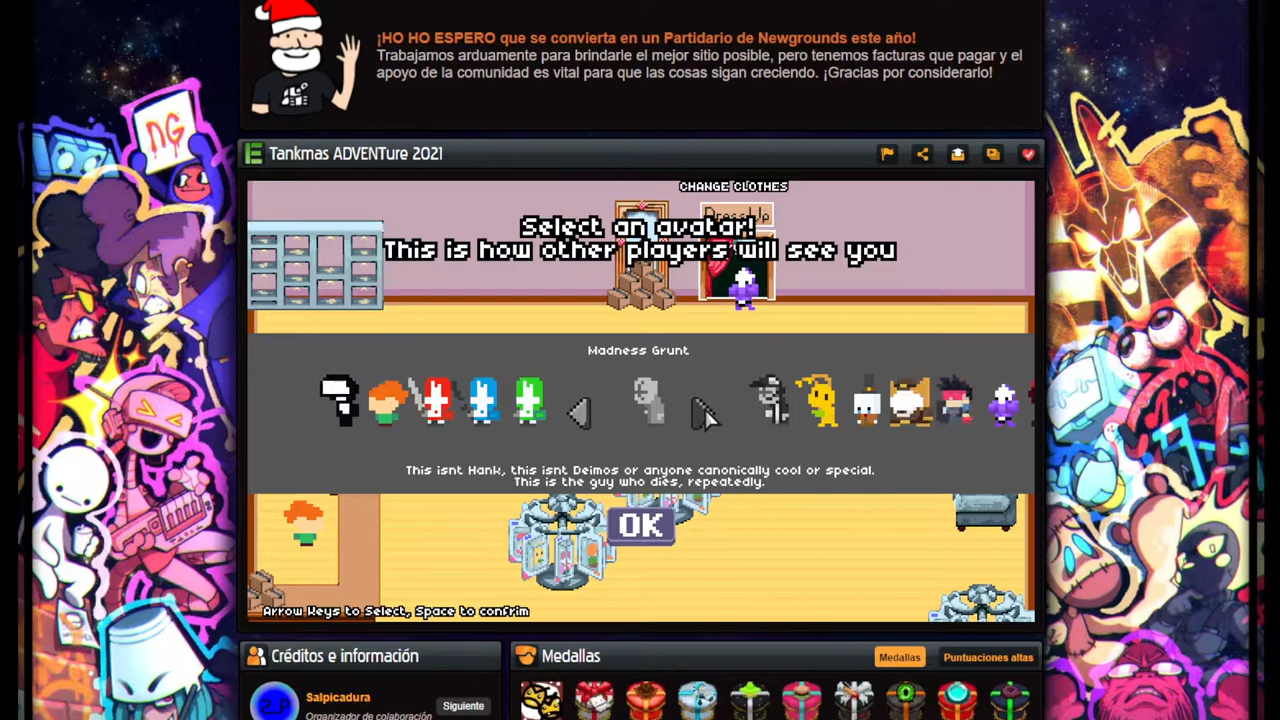 ¡HO HO ESPERO que se convierta en un Partidario de Newgrounds este año!
Trabajamos arduamente para brindarle el mejor sitio posible, pero tenemos facturas que pagar y el
apoyo de la comunidad es vital para que las cosas sigan creciendo. ¡Gracias por considerarlo!
NG
Tankmas ADVENTure 2021
CHANGE CLOTHES
DressUp
Select an avatar!
This is how other players will see you
Madness Grunt
This isnt Hank, this isnt Deimos or anyone canonically cool or special.
This is the guy who dies, repeatedly.
OK
Arrow Keys to Select, Space to confrim
Créditos e información
Medallas
Medallas
Puntuaciones altas
2_P
Salpicadura
Organizador de colaboración
Siguiente